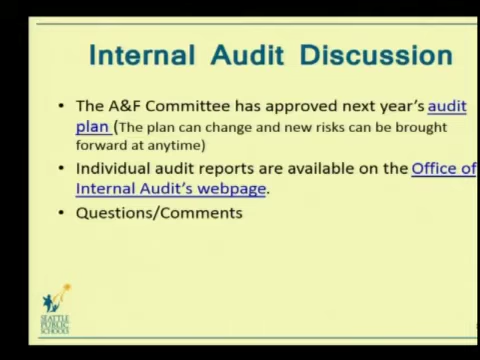 Internal Audit Discussion
• The A&F Committee has approved next year's audit
plan (The plan can change and new risks can be brought
forward at anytime)
• Individual audit reports are available on the Office of
Internal Audit's webpage.
• Questions/Comments
SEATTLE
PUBLIC
SCHOOLS